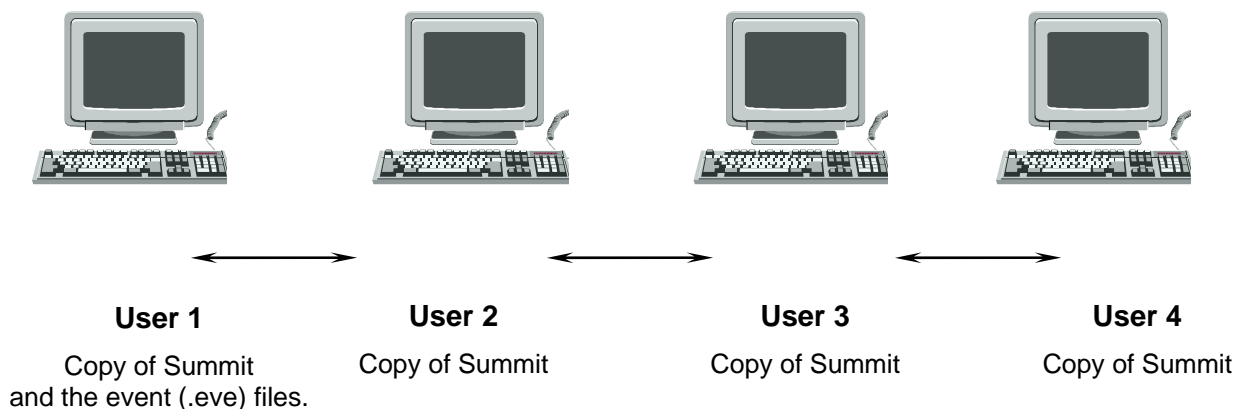 User 1
Copy of Summit
and the event (.eve) files.
User 2
Copy of Summit
User 3
Copy of Summit
User 4
Copy of Summit